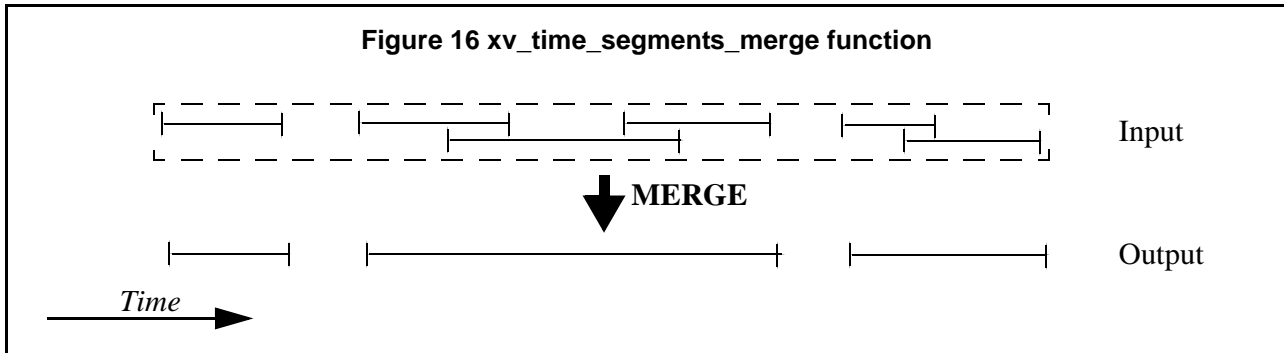 Figure 16 xv_time_segments_merge function
Input
MERGE
Output
Time